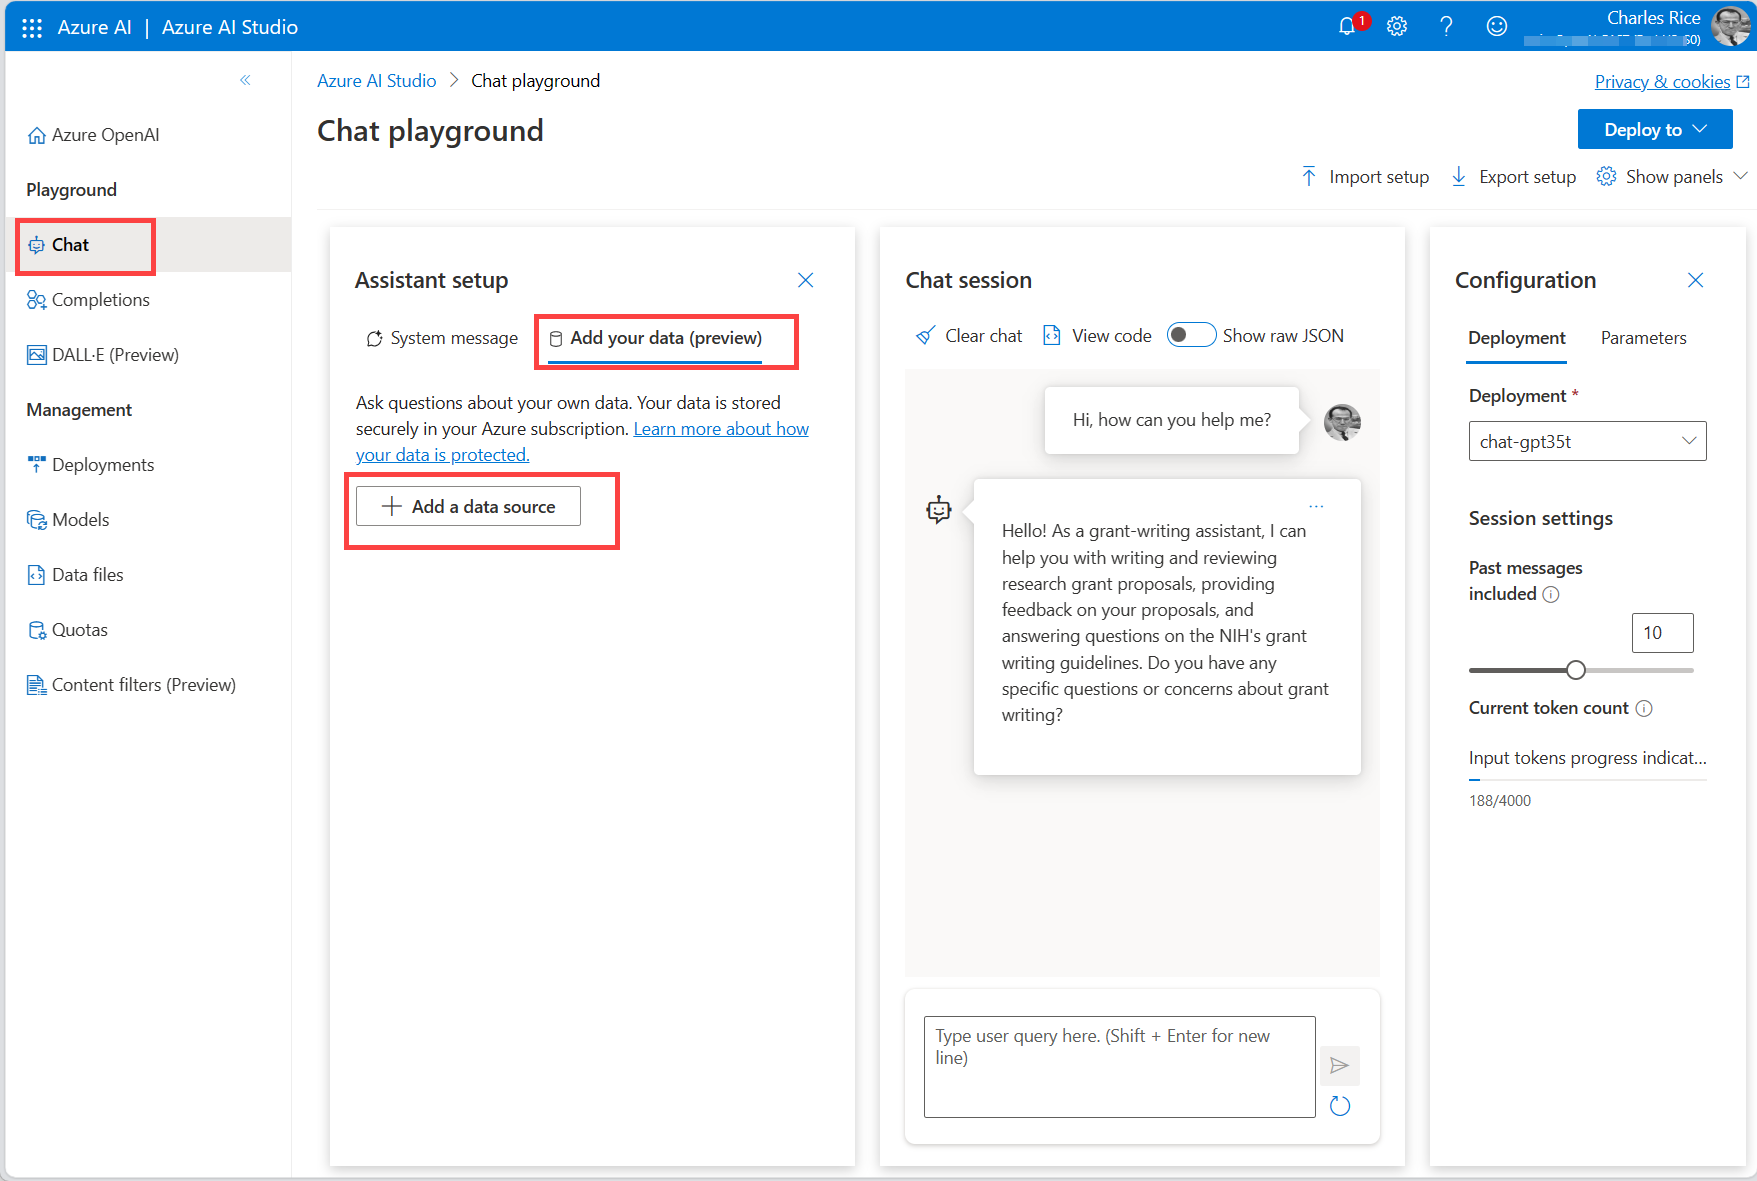 Azure AI | Azure AI Studio
1
Charles Rice
Azure AI Studio > Chat playground
Privacy & cookies
Chat playground
Deploy to
Import setup
Export setup
Show panels
Azure OpenAI
Playground
Chat
Completions
DALL·E (Preview)
Management
Deployments
Models
Data files
Quotas
Content filters (Preview)
Assistant setup
System message
Add your data (preview)
Ask questions about your own data. Your data is stored
securely in your Azure subscription. Learn more about how
your data is protected.
Add a data source
Chat session
Clear chat
View code
Show raw JSON
Hi, how can you help me?
...
Hello! As a grant-writing assistant, I can
help you with writing and reviewing
research grant proposals, providing
feedback on your proposals, and
answering questions on the NIH's grant
writing guidelines. Do you have any
specific questions or concerns about grant
writing?
Type user query here. (Shift + Enter for new
line)
Configuration
Deployment
Parameters
Deployment *
chat-gpt35t
Session settings
Past messages
included
10
Current token count
Input tokens progress indicat...
188/4000